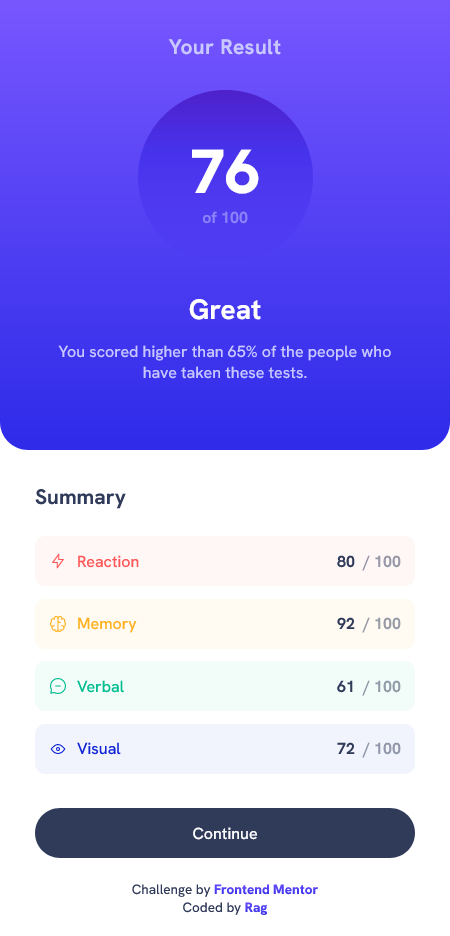 Your Result
76
of 100
Great
You scored higher than 65% of the people who
have taken these tests.
Summary
Reaction 80 / 100
Memory 92 / 100
Verbal 61 / 100
Visual 72 / 100
Continue
Challenge by Frontend Mentor
Coded by Rag